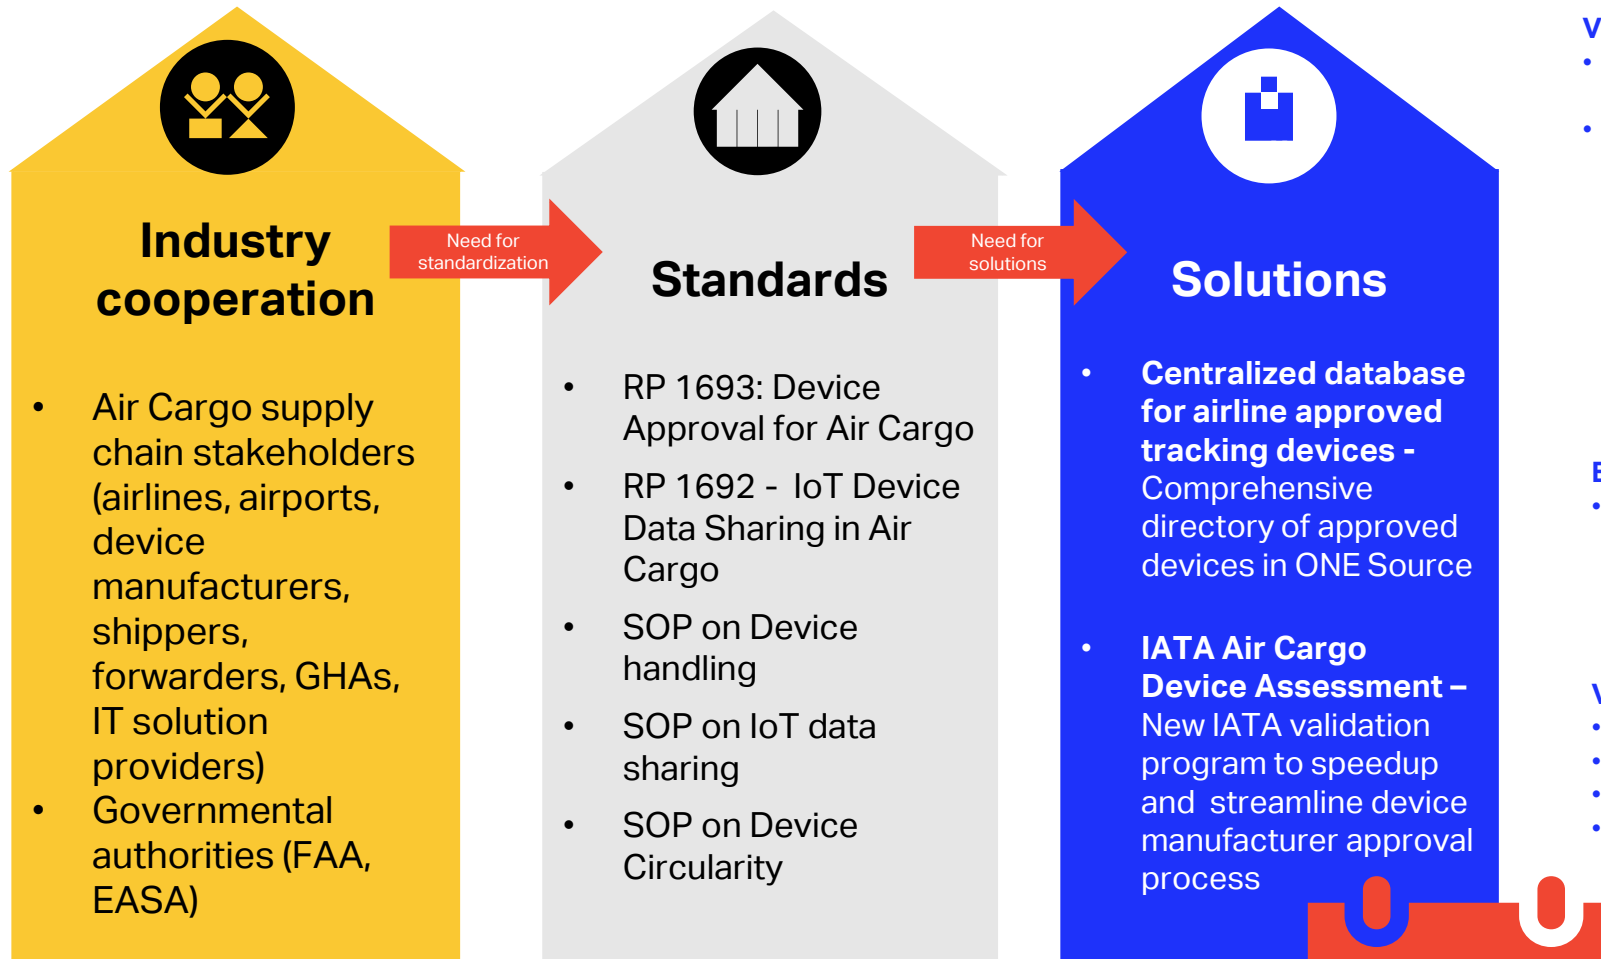 Industry
cooperation
• Air Cargo supply
chain stakeholders
(airlines, airports,
device
manufacturers,
shippers,
forwarders, GHAs,
IT solution
providers)
• Governmental
authorities (FAA,
EASA)
Need for
standardization
Standards
• RP 1693: Device
Approval for Air Cargo
• RP 1692 - IoT Device
Data Sharing in Air
Cargo
• SOP on Device
handling
• SOP on IoT data
sharing
• SOP on Device
Circularity
Need for
solutions
Solutions
• Centralized database
for airline approved
tracking devices -
Comprehensive
directory of approved
devices in ONE Source
• IATA Air Cargo
Device Assessment –
New IATA validation
program to speedup
and streamline device
manufacturer approval
process